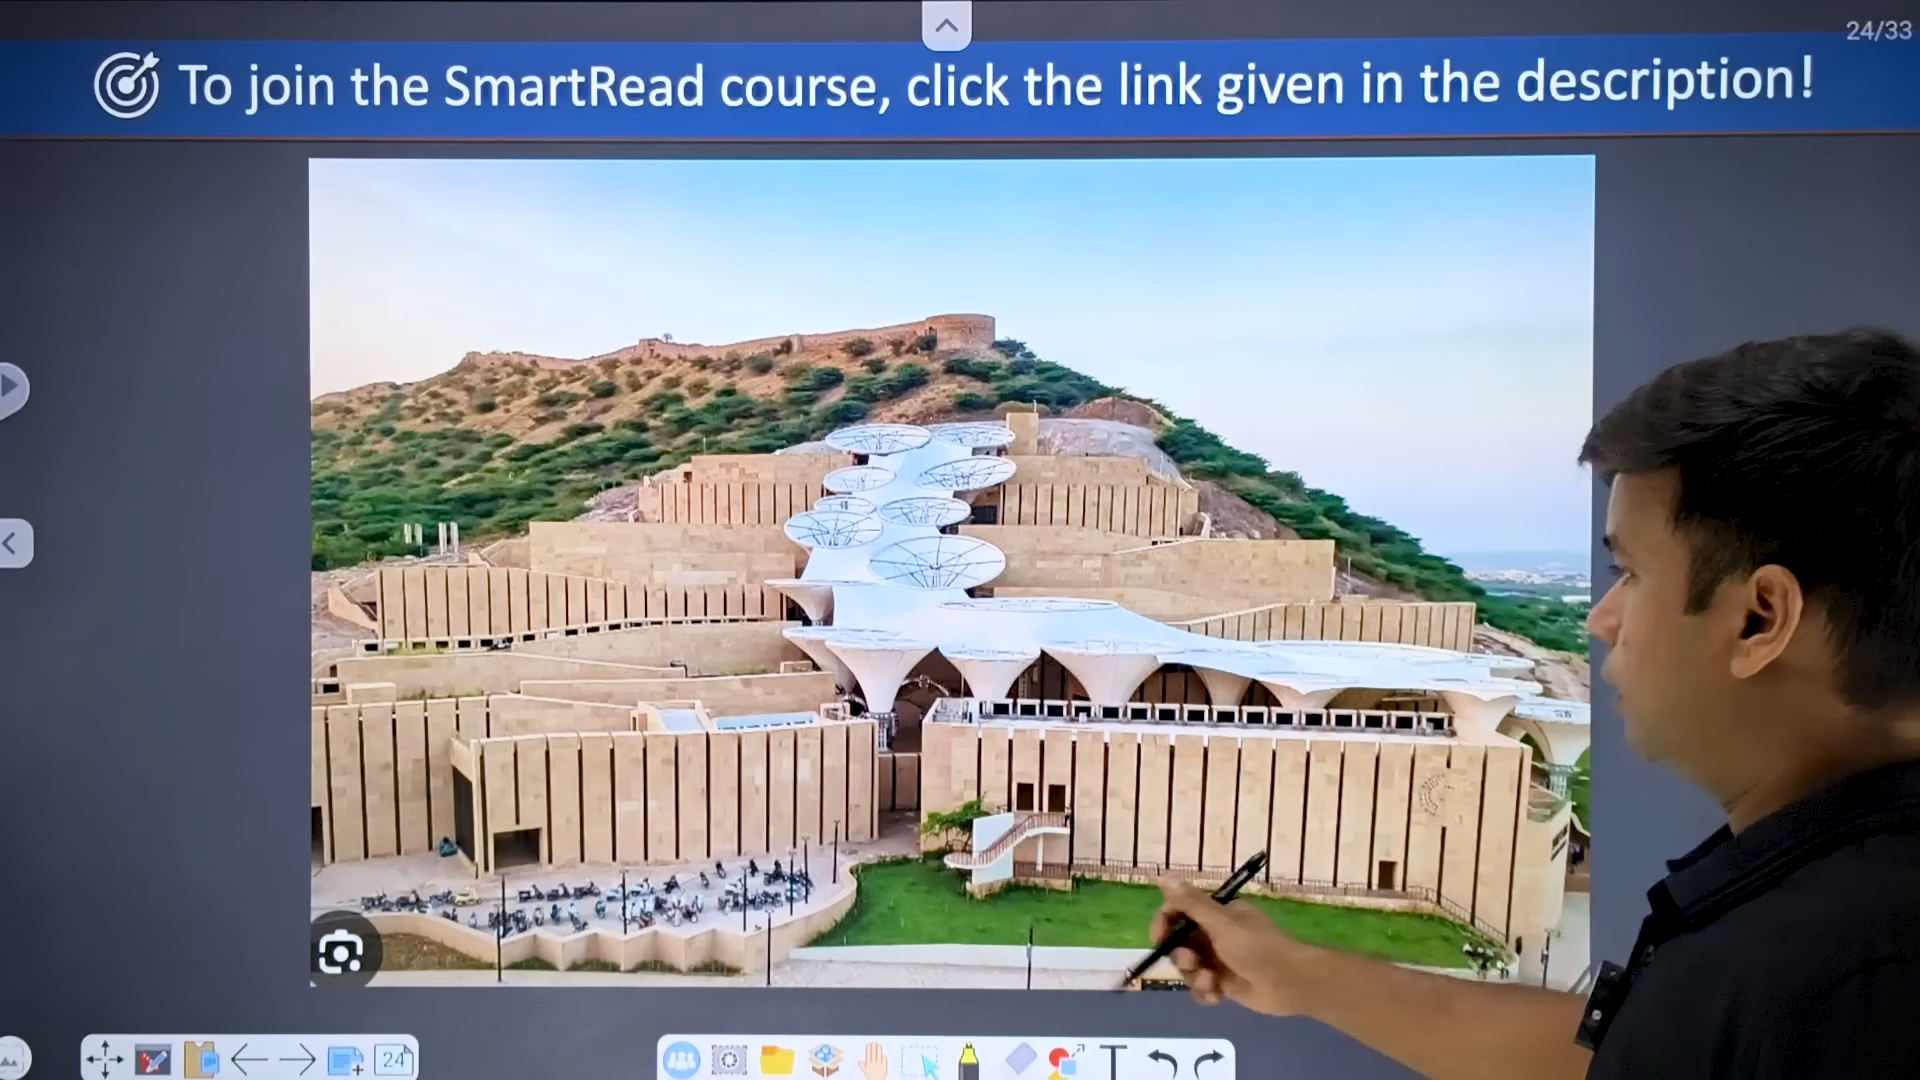 24/33
To join the SmartRead course, click the link given in the description!
24
T